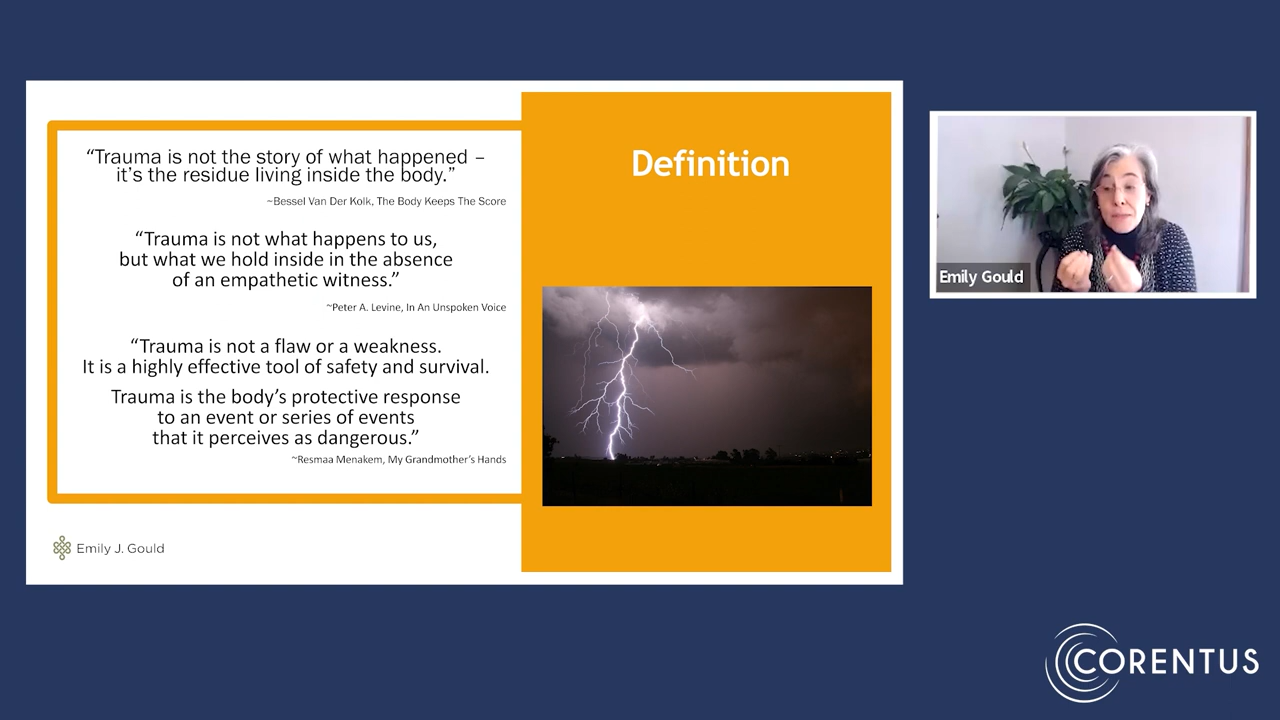 “Trauma is not the story of what happened –
it’s the residue living inside the body.”
~Bessel Van Der Kolk, The Body Keeps The Score
“Trauma is not what happens to us,
but what we hold inside in the absence
of an empathetic witness.”
~Peter A. Levine, In An Unspoken Voice
“Trauma is not a flaw or a weakness.
It is a highly effective tool of safety and survival.
Trauma is the body’s protective response
to an event or series of events
that it perceives as dangerous.”
~Resmaa Menakem, My Grandmother’s Hands
Emily J. Gould
Definition
Emily Gould
CORENTUS